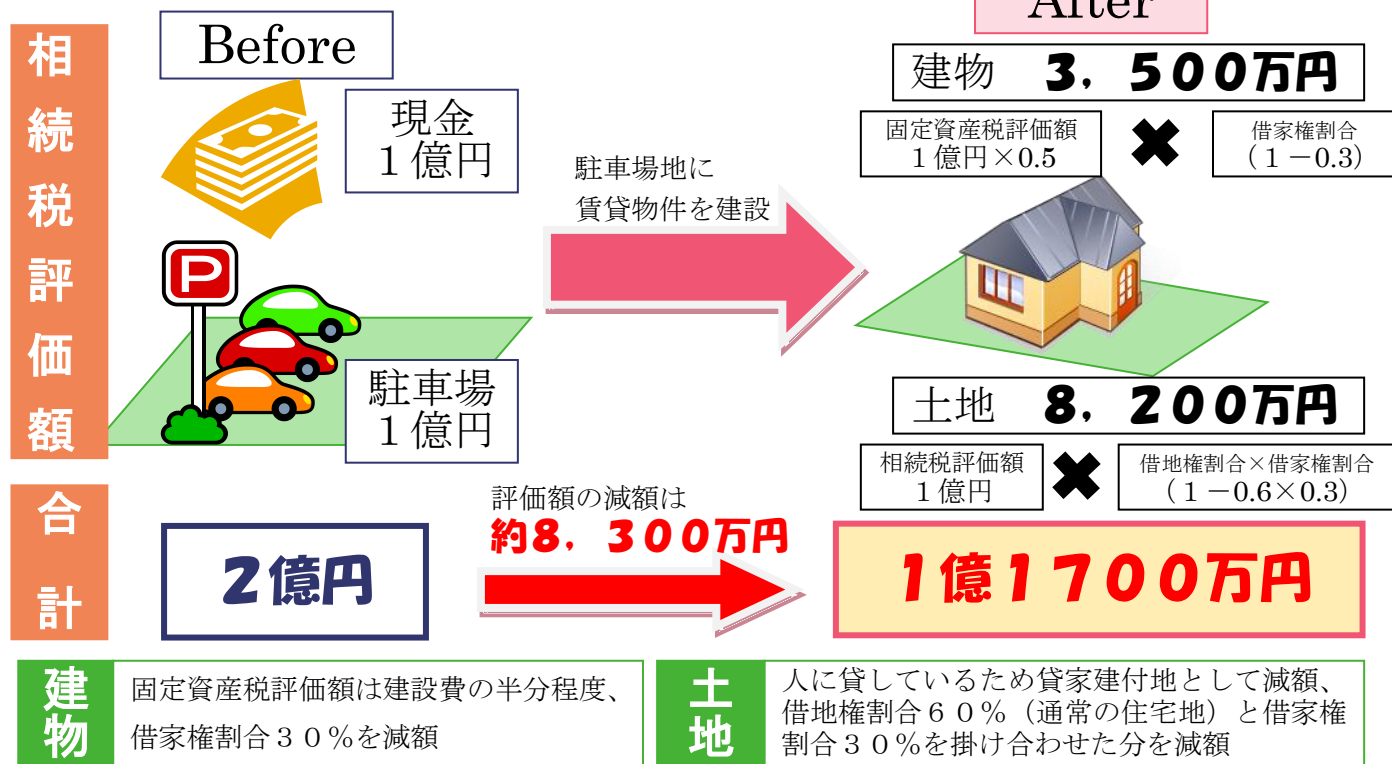 After
Before
相続税評価額
現金
１億円
駐車場地に
賃貸物件を建設
建物　３，５００万円
固定資産税評価額
１億円×0.5
✖
借家権割合
（１－0.3）
P
駐車場
１億円
土地　８，２００万円
相続税評価額
１億円
✖
借地権割合×借家権割合
（１－0.6×0.3）
合計
２億円
評価額の減額は
約８，３００万円
１億１７００万円
建物
固定資産税評価額は建設費の半分程度、
借家権割合３０％を減額
土地
人に貸しているため貸家建付地として減額、
借地権割合６０％（通常の住宅地）と借家権
割合３０％を掛け合わせた分を減額